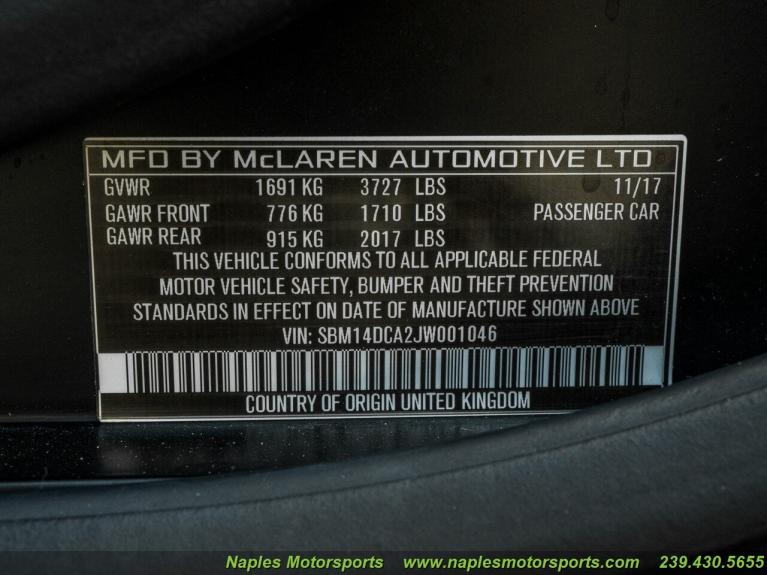 MFD BY McLAREN AUTOMOTIVE LTD
GVWR 1691 KG 3727 LBS 11/17
GAWR FRONT 776 KG 1710 LBS PASSENGER CAR
GAWR REAR 915 KG 2017 LBS
THIS VEHICLE CONFORMS TO ALL APPLICABLE FEDERAL
MOTOR VEHICLE SAFETY, BUMPER AND THEFT PREVENTION
STANDARDS IN EFFECT ON DATE OF MANUFACTURE SHOWN ABOVE
VIN: SBM14DCA2JW001046
COUNTRY OF ORIGIN UNITED KINGDOM
Naples Motorsports www.naplesmotorsports.com 239.430.5655